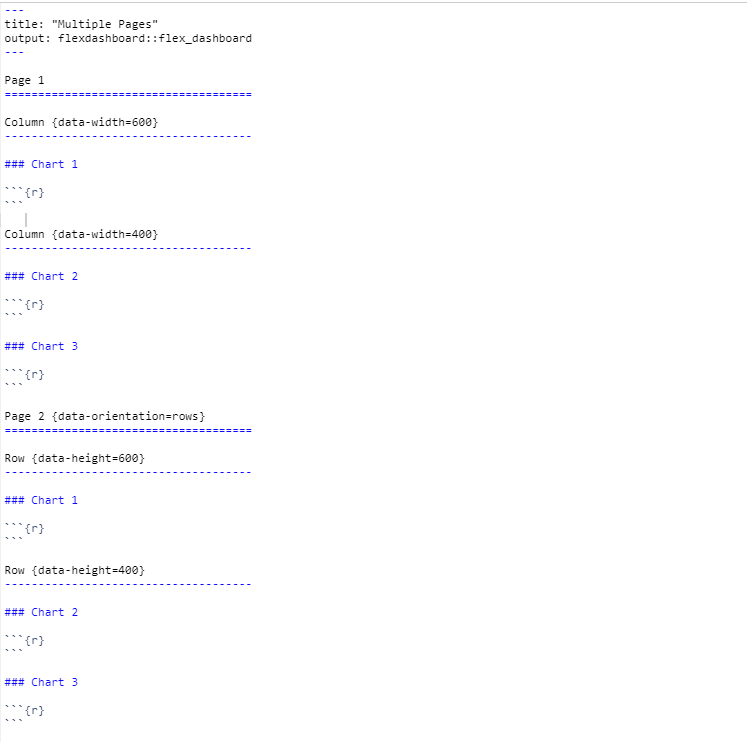 ---
title: "Multiple Pages"
output: flexdashboard::flex_dashboard
---
Page 1
=====================================
Column {data-width=600}
-------------------------------------
### Chart 1
```{r}
```
Column {data-width=400}
-------------------------------------
### Chart 2
```{r}
```
### Chart 3
```{r}
```
Page 2 {data-orientation=rows}
=====================================
Row {data-height=600}
-------------------------------------
### Chart 1
```{r}
```
Row {data-height=400}
-------------------------------------
### Chart 2
```{r}
```
### Chart 3
```{r}
```